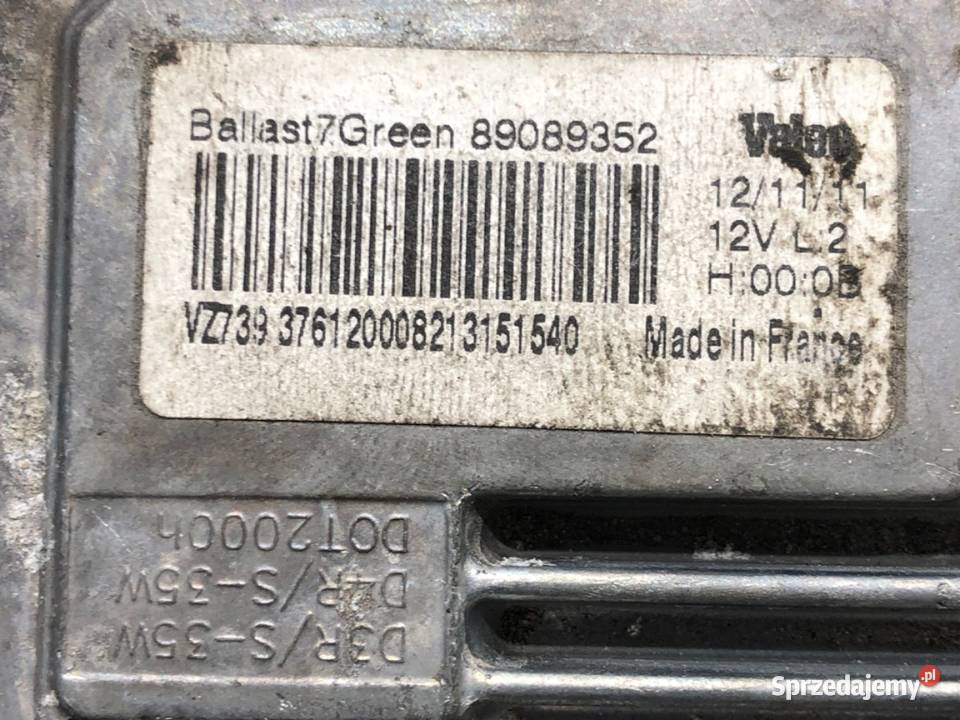 Ballast7Green 89089352
Valeo
12/11/11
12V L:2
H:00:0B
VZ739 376120008213151540
Made in France
DOT2000h
D4R/S-35W
D3R/S-35W
Sprzedajemy.pl